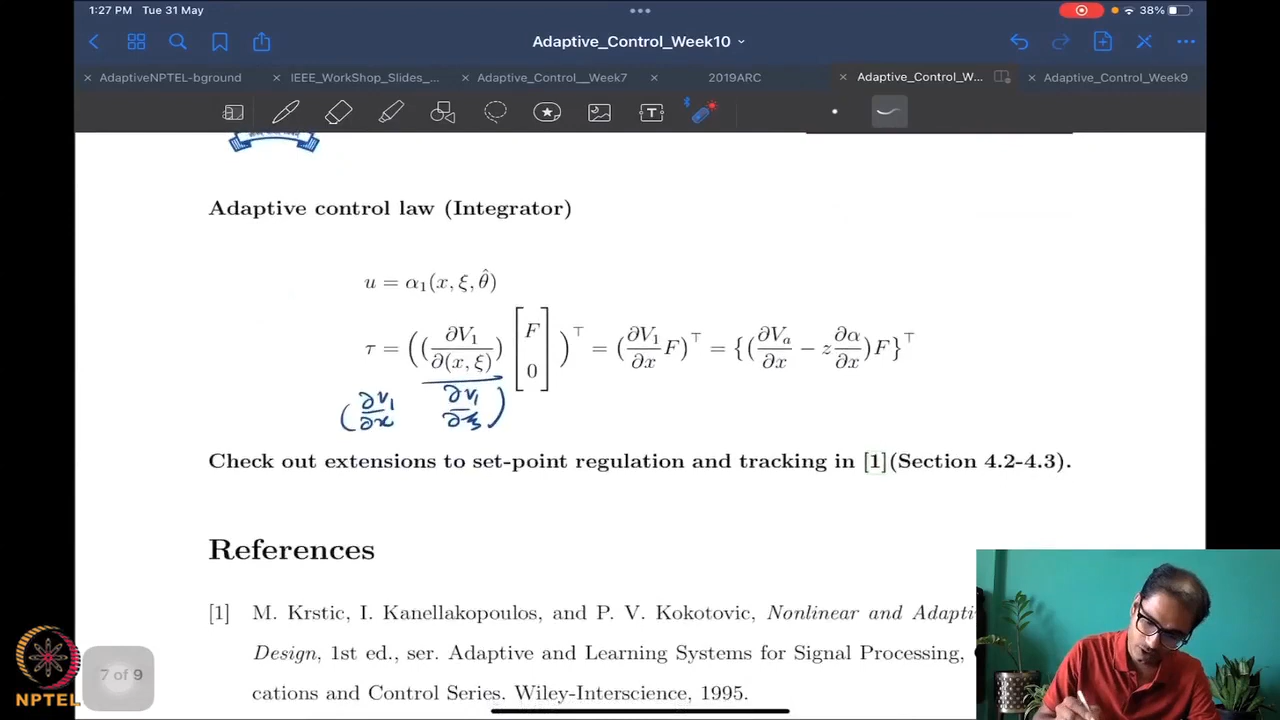 1:27 PM Tue 31 May
38%
Adaptive_Control_Week10
AdaptiveNPTEL-bground
IEEE_WorkShop_Slides_...
Adaptive_Control__Week7
2019ARC
Adaptive_Control_W...
Adaptive_Control_Week9
Adaptive control law (Integrator)
u = α₁(x, ξ, θ̂)
τ = ((∂V₁/∂(x, ξ)) [F 0])^⊤ = (∂V₁/∂x F)^⊤ = {(∂Vₐ/∂x − z ∂α/∂x)F}^⊤
(∂V₁/∂x ∂V₁/∂ξ)
Check out extensions to set-point regulation and tracking in [1](Section 4.2-4.3).
References
[1] M. Krstic, I. Kanellakopoulos, and P. V. Kokotovic, Nonlinear and Adapti
Design, 1st ed., ser. Adaptive and Learning Systems for Signal Processing,
cations and Control Series. Wiley-Interscience, 1995.
7 of 9
NPTEL